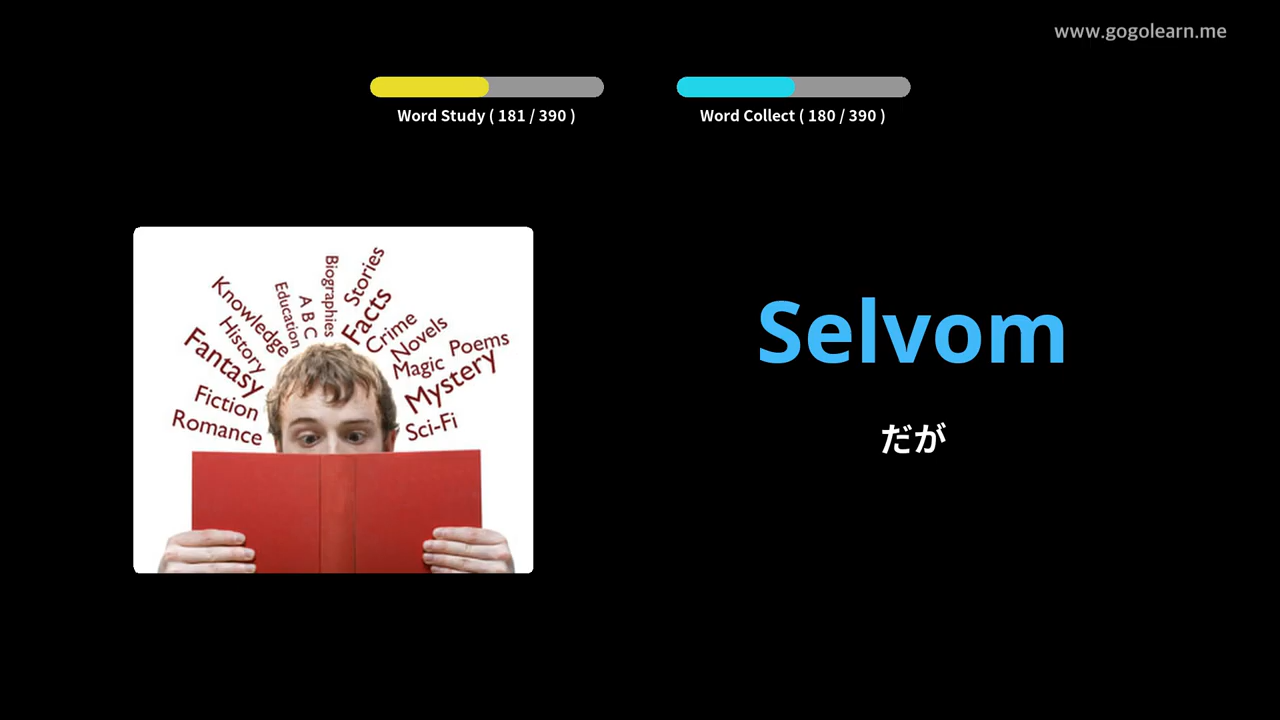 www.gogolearn.me
Word Study ( 181 / 390 )
Word Collect ( 180 / 390 )
Selvom
だが
Romance
Fiction
Fantasy
History
Knowledge
Education
A B C
Biographies
Stories
Facts
Crime
Novels
Magic
Poems
Mystery
Sci-Fi